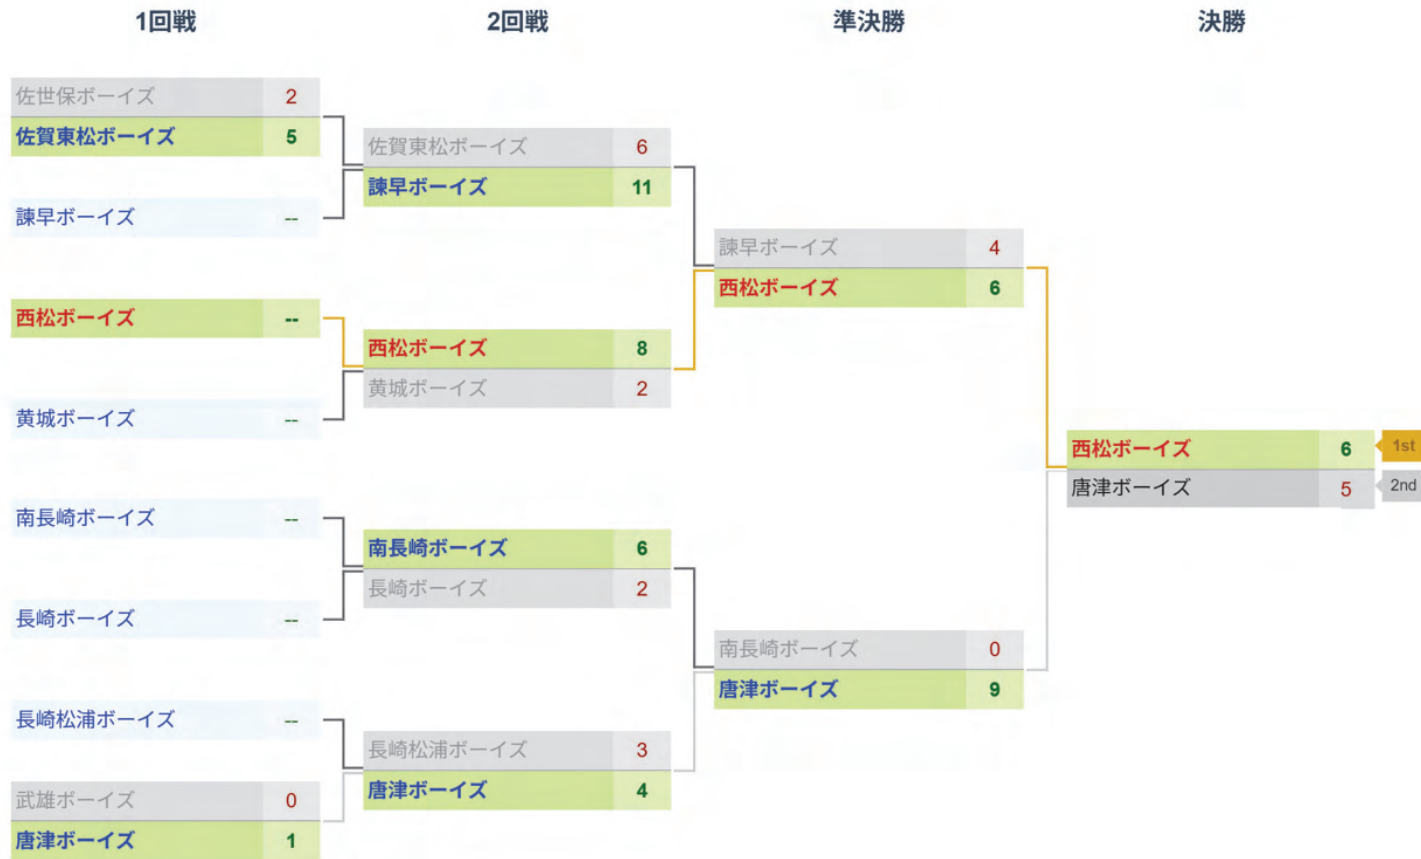 1回戦
2回戦
準決勝
決勝
佐世保ボーイズ 2
佐賀東松ボーイズ 5
諫早ボーイズ --
西松ボーイズ --
黄城ボーイズ --
南長崎ボーイズ --
長崎ボーイズ --
長崎松浦ボーイズ --
武雄ボーイズ 0
唐津ボーイズ 1
佐賀東松ボーイズ 6
諫早ボーイズ 11
西松ボーイズ 8
黄城ボーイズ 2
南長崎ボーイズ 6
長崎ボーイズ 2
長崎松浦ボーイズ 3
唐津ボーイズ 4
諫早ボーイズ 4
西松ボーイズ 6
南長崎ボーイズ 0
唐津ボーイズ 9
西松ボーイズ 6 1st
唐津ボーイズ 5 2nd